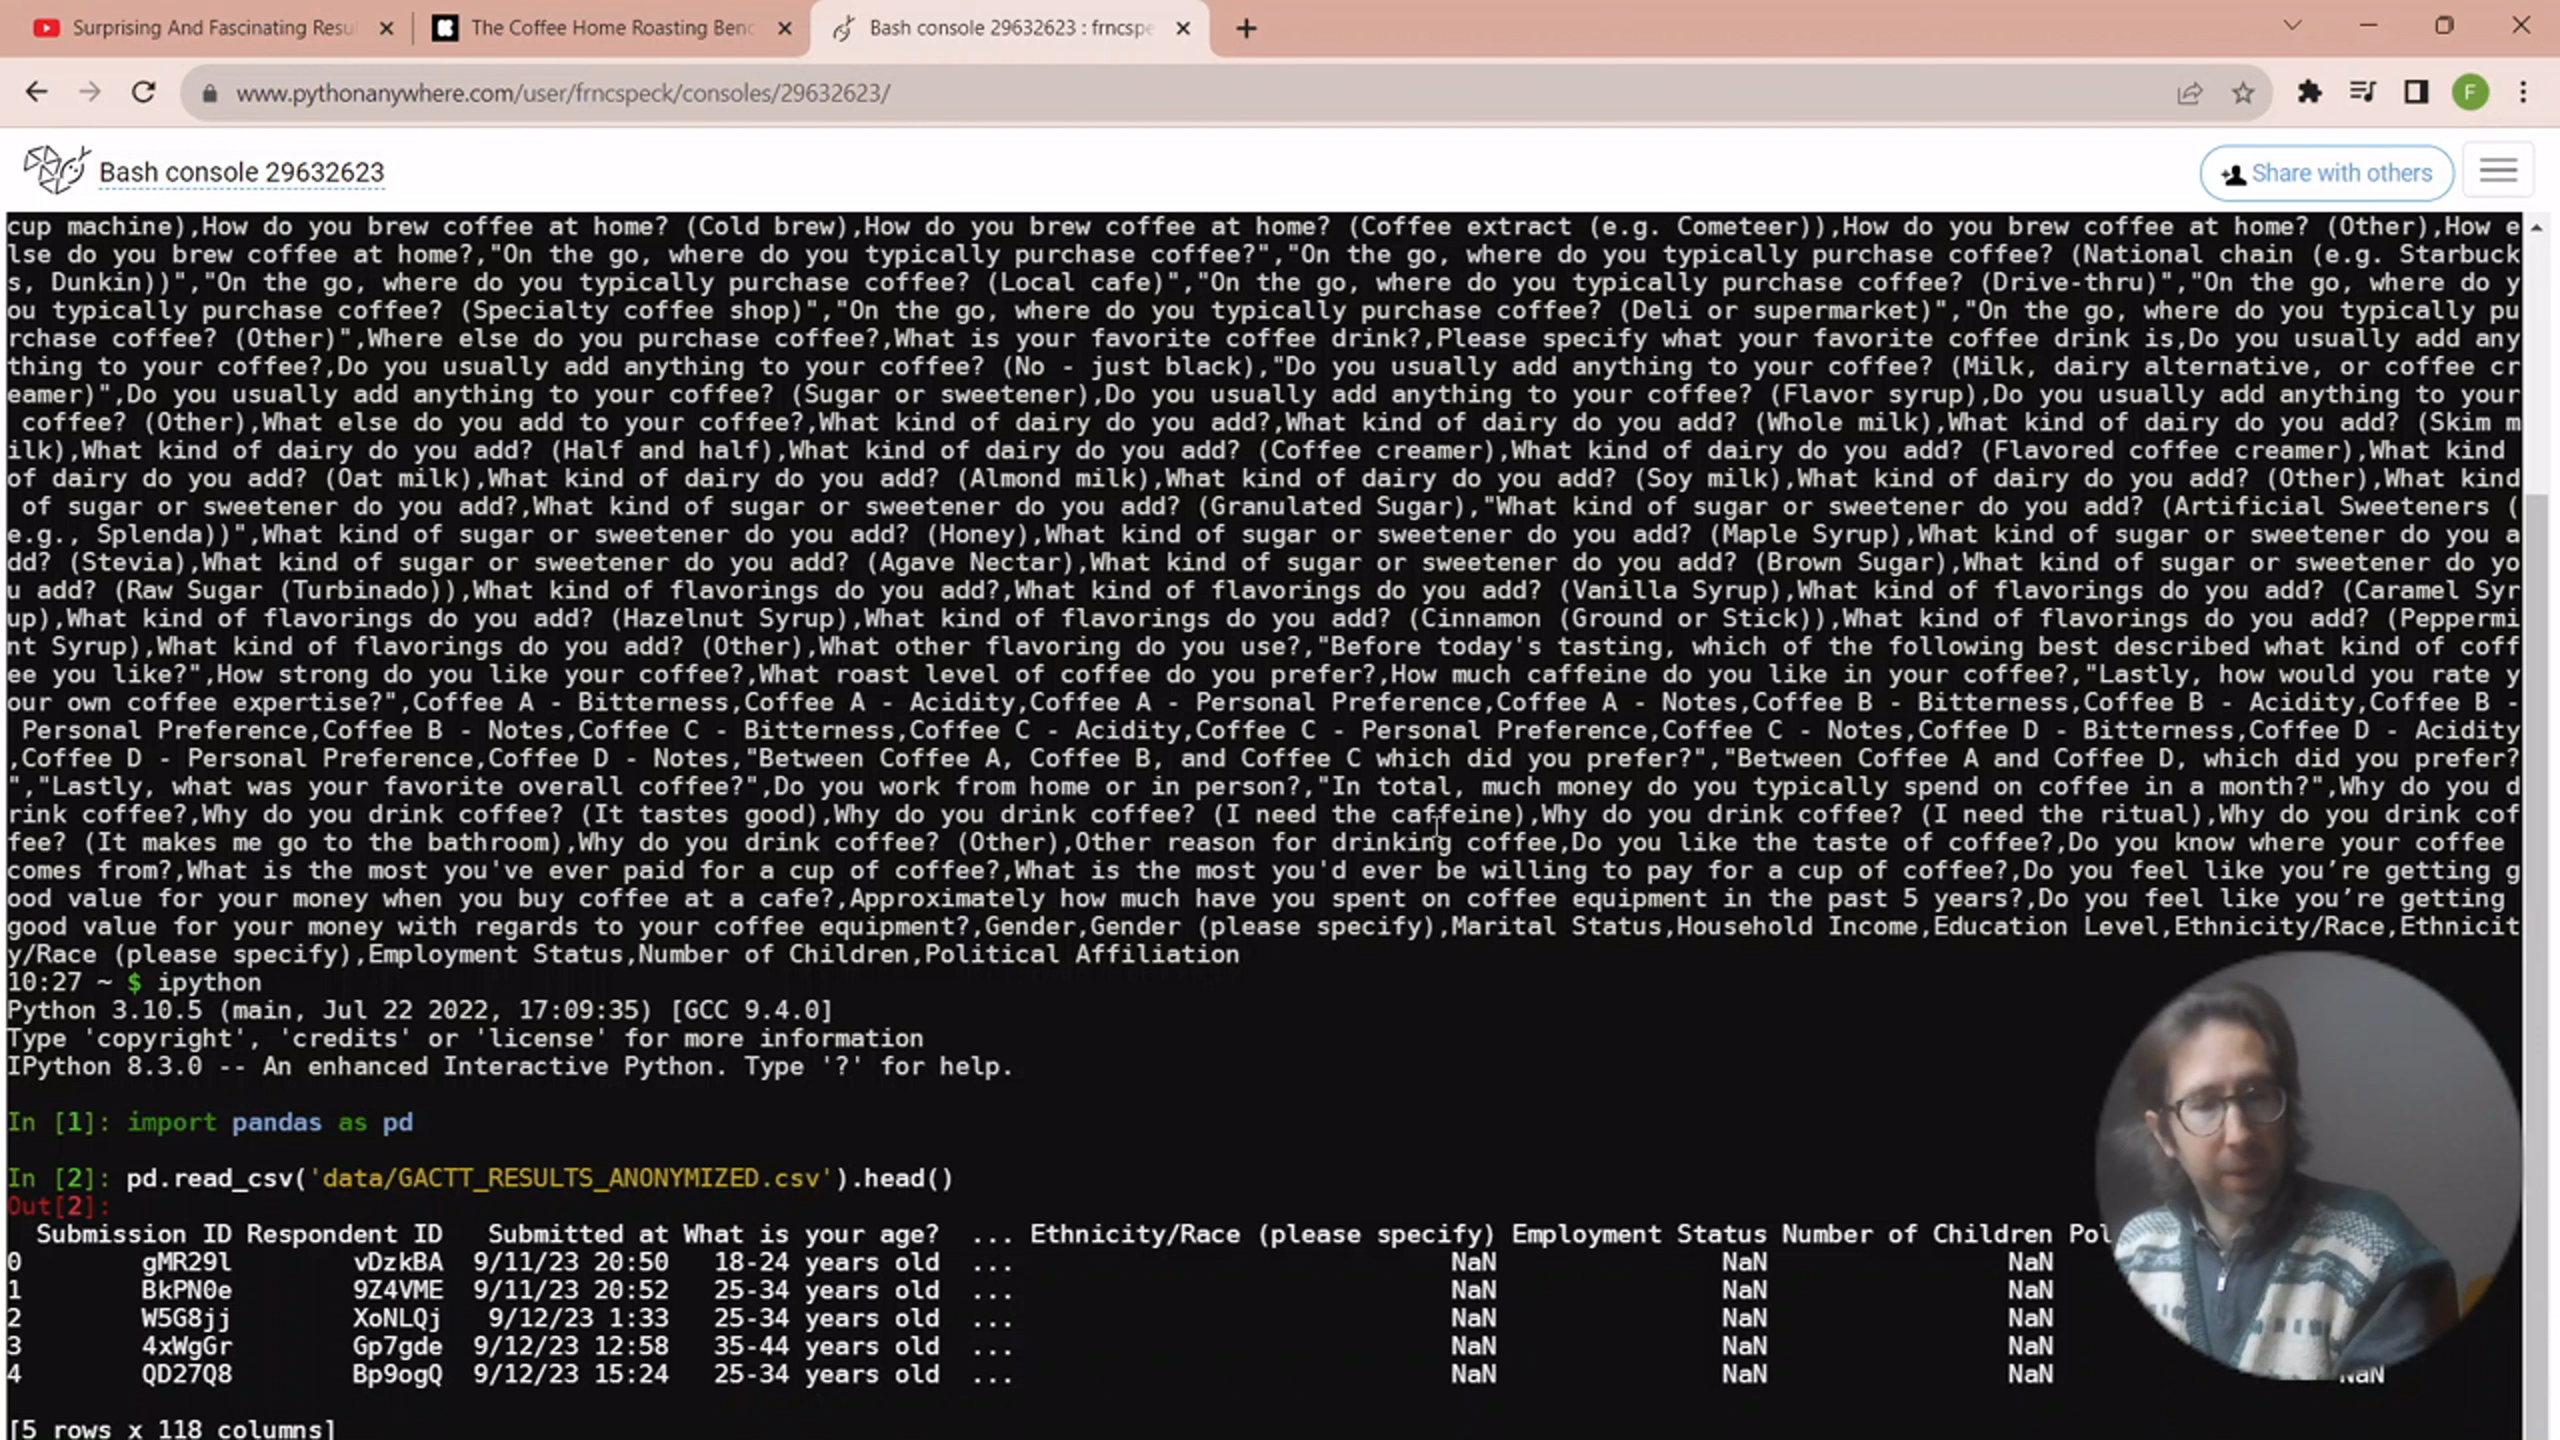 Surprising And Fascinating Resu
The Coffee Home Roasting Benc
Bash console 29632623 : frncspe
www.pythonanywhere.com/user/frncspeck/consoles/29632623/
F
Bash console 29632623
Share with others
cup machine),How do you brew coffee at home? (Cold brew),How do you brew coffee at home? (Coffee extract (e.g. Cometeer)),How do you brew coffee at home? (Other),How e
lse do you brew coffee at home?,"On the go, where do you typically purchase coffee?","On the go, where do you typically purchase coffee? (National chain (e.g. Starbuck
s, Dunkin))","On the go, where do you typically purchase coffee? (Local cafe)","On the go, where do you typically purchase coffee? (Drive-thru)","On the go, where do y
ou typically purchase coffee? (Specialty coffee shop)","On the go, where do you typically purchase coffee? (Deli or supermarket)","On the go, where do you typically pu
rchase coffee? (Other)",Where else do you purchase coffee?,What is your favorite coffee drink?,Please specify what your favorite coffee drink is,Do you usually add any
thing to your coffee?,Do you usually add anything to your coffee? (No - just black),"Do you usually add anything to your coffee? (Milk, dairy alternative, or coffee cr
eamer)",Do you usually add anything to your coffee? (Sugar or sweetener),Do you usually add anything to your coffee? (Flavor syrup),Do you usually add anything to your
coffee? (Other),What else do you add to your coffee?,What kind of dairy do you add?,What kind of dairy do you add? (Whole milk),What kind of dairy do you add? (Skim m
ilk),What kind of dairy do you add? (Half and half),What kind of dairy do you add? (Coffee creamer),What kind of dairy do you add? (Flavored coffee creamer),What kind
of dairy do you add? (Oat milk),What kind of dairy do you add? (Almond milk),What kind of dairy do you add? (Soy milk),What kind of dairy do you add? (Other),What kind
of sugar or sweetener do you add?,What kind of sugar or sweetener do you add? (Granulated Sugar),"What kind of sugar or sweetener do you add? (Artificial Sweeteners (
e.g., Splenda))",What kind of sugar or sweetener do you add? (Honey),What kind of sugar or sweetener do you add? (Maple Syrup),What kind of sugar or sweetener do you a
dd? (Stevia),What kind of sugar or sweetener do you add? (Agave Nectar),What kind of sugar or sweetener do you add? (Brown Sugar),What kind of sugar or sweetener do yo
u add? (Raw Sugar (Turbinado)),What kind of flavorings do you add?,What kind of flavorings do you add? (Vanilla Syrup),What kind of flavorings do you add? (Caramel Syr
up),What kind of flavorings do you add? (Hazelnut Syrup),What kind of flavorings do you add? (Cinnamon (Ground or Stick)),What kind of flavorings do you add? (Peppermi
nt Syrup),What kind of flavorings do you add? (Other),What other flavoring do you use?,"Before today's tasting, which of the following best described what kind of coff
ee you like?",How strong do you like your coffee?,What roast level of coffee do you prefer?,How much caffeine do you like in your coffee?,"Lastly, how would you rate y
our own coffee expertise?",Coffee A - Bitterness,Coffee A - Acidity,Coffee A - Personal Preference,Coffee A - Notes,Coffee B - Bitterness,Coffee B - Acidity,Coffee B -
Personal Preference,Coffee B - Notes,Coffee C - Bitterness,Coffee C - Acidity,Coffee C - Personal Preference,Coffee C - Notes,Coffee D - Bitterness,Coffee D - Acidity
,Coffee D - Personal Preference,Coffee D - Notes,"Between Coffee A, Coffee B, and Coffee C which did you prefer?","Between Coffee A and Coffee D, which did you prefer?
","Lastly, what was your favorite overall coffee?",Do you work from home or in person?,"In total, much money do you typically spend on coffee in a month?",Why do you d
rink coffee?,Why do you drink coffee? (It tastes good),Why do you drink coffee? (I need the caffeine),Why do you drink coffee? (I need the ritual),Why do you drink cof
fee? (It makes me go to the bathroom),Why do you drink coffee? (Other),Other reason for drinking coffee,Do you like the taste of coffee?,Do you know where your coffee
comes from?,What is the most you've ever paid for a cup of coffee?,What is the most you'd ever be willing to pay for a cup of coffee?,Do you feel like you’re getting g
ood value for your money when you buy coffee at a cafe?,Approximately how much have you spent on coffee equipment in the past 5 years?,Do you feel like you’re getting
good value for your money with regards to your coffee equipment?,Gender,Gender (please specify),Marital Status,Household Income,Education Level,Ethnicity/Race,Ethnicit
y/Race (please specify),Employment Status,Number of Children,Political Affiliation
10:27 ~ $ ipython
Python 3.10.5 (main, Jul 22 2022, 17:09:35) [GCC 9.4.0]
Type 'copyright', 'credits' or 'license' for more information
IPython 8.3.0 -- An enhanced Interactive Python. Type '?' for help.
In [1]: import pandas as pd
In [2]: pd.read_csv('data/GACTT_RESULTS_ANONYMIZED.csv').head()
Out[2]:
Submission ID Respondent ID Submitted at What is your age? ... Ethnicity/Race (please specify) Employment Status Number of Children Pol
0 gMR29l vDzkBA 9/11/23 20:50 18-24 years old ... NaN NaN NaN
1 BkPN0e 9Z4VME 9/11/23 20:52 25-34 years old ... NaN NaN NaN
2 W5G8jj XoNLQj 9/12/23 1:33 25-34 years old ... NaN NaN NaN
3 4xWgGr Gp7gde 9/12/23 12:58 35-44 years old ... NaN NaN NaN
4 QD27Q8 Bp9ogQ 9/12/23 15:24 25-34 years old ... NaN NaN NaN NaN
[5 rows x 118 columns]